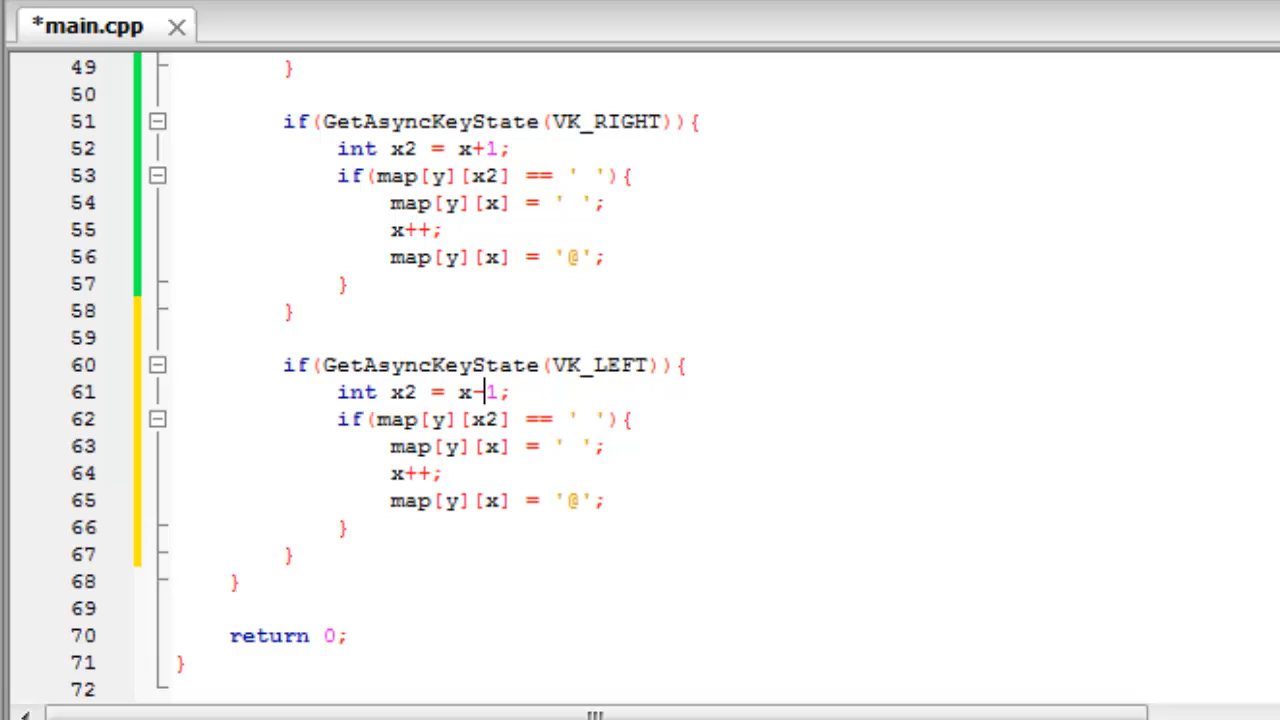 *main.cpp
49 }
50
51 if(GetAsyncKeyState(VK_RIGHT)){
52 int x2 = x+1;
53 if(map[y][x2] == ' '){
54 map[y][x] = ' ';
55 x++;
56 map[y][x] = '@';
57 }
58 }
59
60 if(GetAsyncKeyState(VK_LEFT)){
61 int x2 = x-1;
62 if(map[y][x2] == ' '){
63 map[y][x] = ' ';
64 x++;
65 map[y][x] = '@';
66 }
67 }
68 }
69
70 return 0;
71 }
72